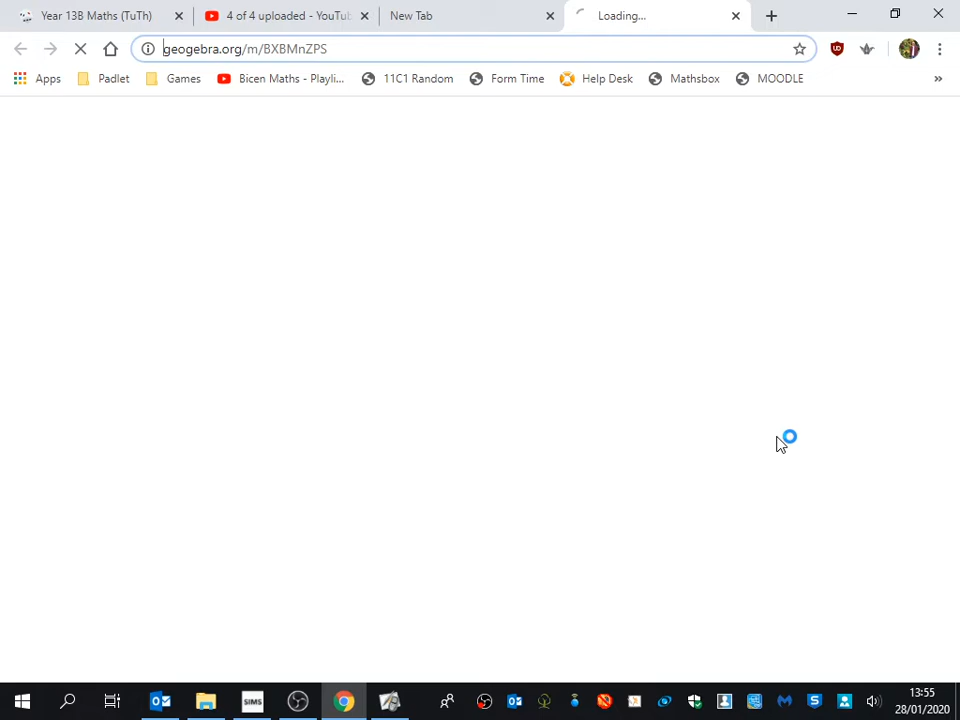 Year 13B Maths (TuTh)
4 of 4 uploaded - YouTub
New Tab
Loading...
geogebra.org/m/BXBMnZPS
Apps
Padlet
Games
Bicen Maths - Playli...
11C1 Random
Form Time
Help Desk
Mathsbox
MOODLE
»
SIMS
13:55
28/01/2020